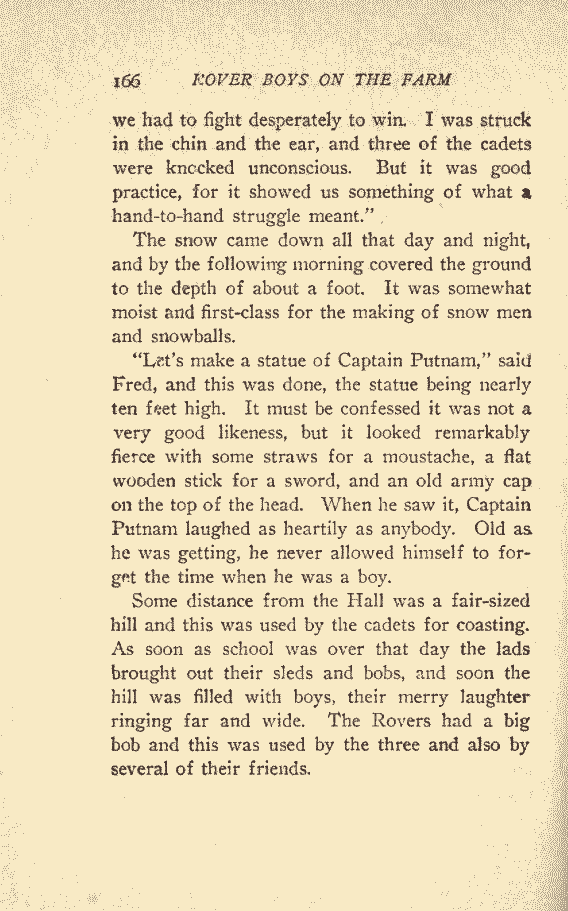 166 ROVER BOYS ON THE FARM
we had to fight desperately to win. I was struck
in the chin and the ear, and three of the cadets
were knocked unconscious. But it was good
practice, for it showed us something of what a
hand-to-hand struggle meant.”
The snow came down all that day and night,
and by the following morning covered the ground
to the depth of about a foot. It was somewhat
moist and first-class for the making of snow men
and snowballs.
“Let's make a statue of Captain Putnam,” said
Fred, and this was done, the statue being nearly
ten feet high. It must be confessed it was not a
very good likeness, but it looked remarkably
fierce with some straws for a moustache, a flat
wooden stick for a sword, and an old army cap
on the top of the head. When he saw it, Captain
Putnam laughed as heartily as anybody. Old as
he was getting, he never allowed himself to for-
get the time when he was a boy.
Some distance from the Hall was a fair-sized
hill and this was used by the cadets for coasting.
As soon as school was over that day the lads
brought out their sleds and bobs, and soon the
hill was filled with boys, their merry laughter
ringing far and wide. The Rovers had a big
bob and this was used by the three and also by
several of their friends.